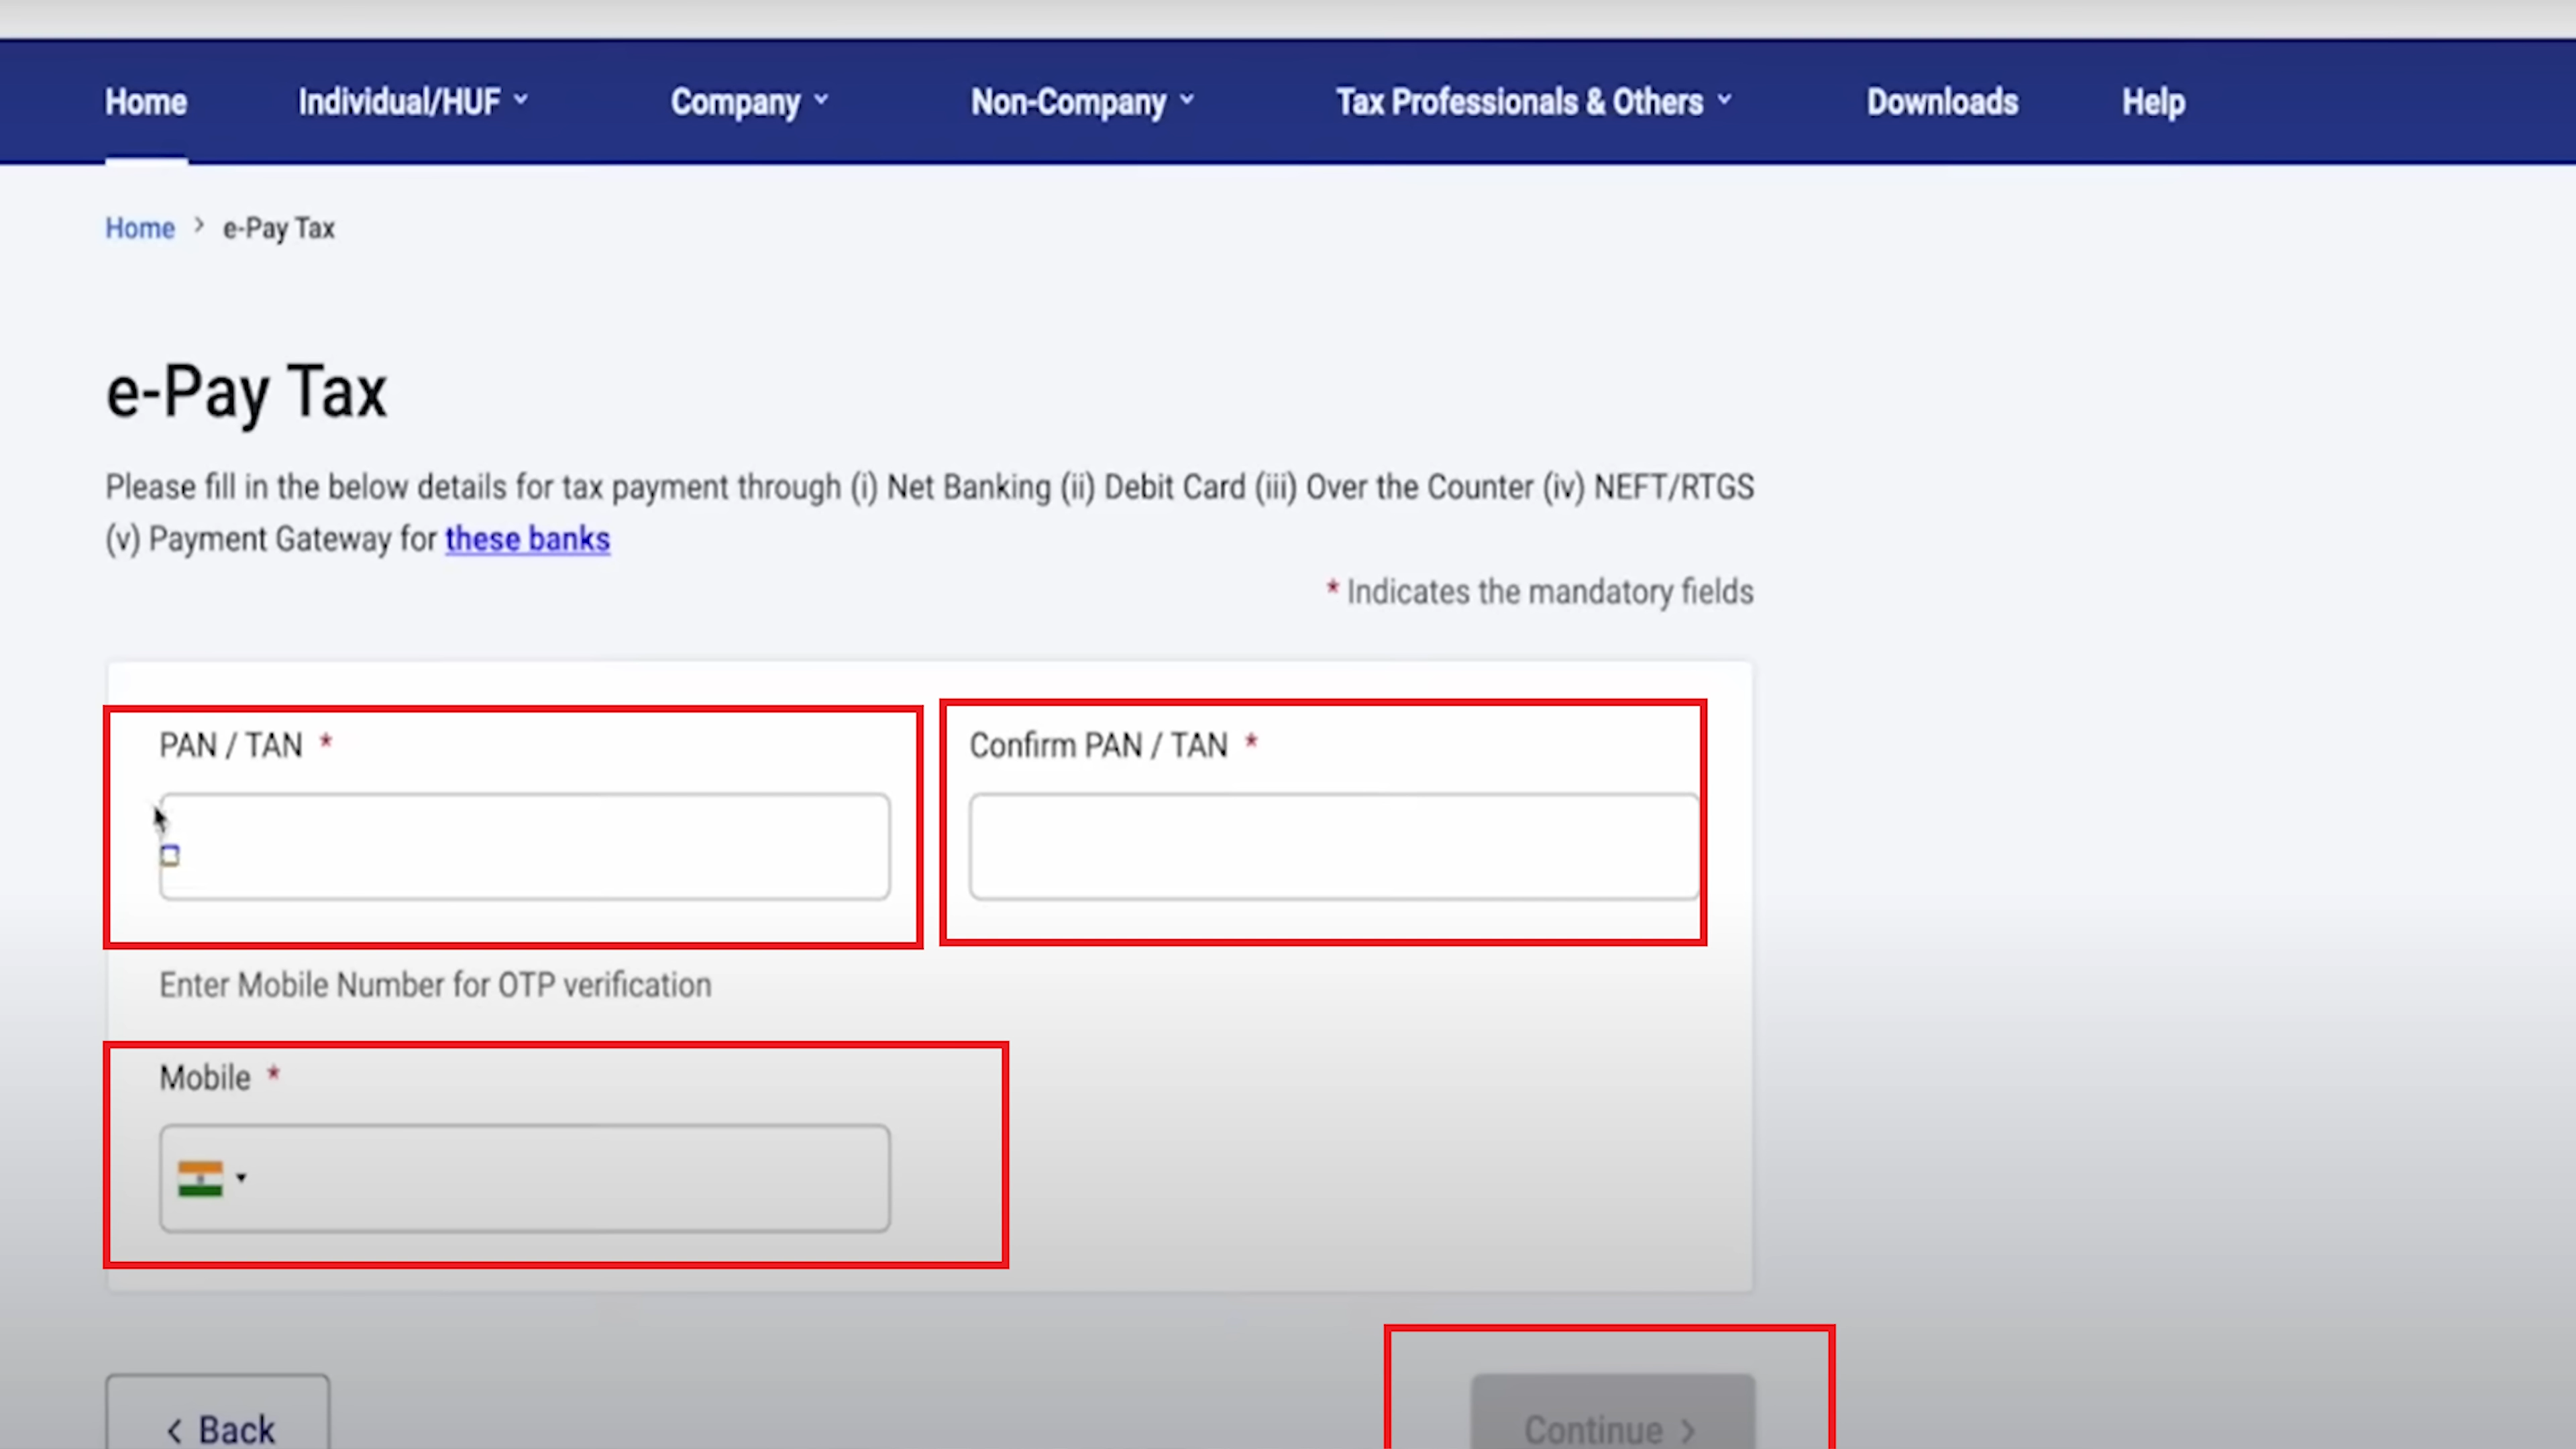 Home Individual/HUF Company Non-Company Tax Professionals & Others Downloads Help
Home > e-Pay Tax
e-Pay Tax
Please fill in the below details for tax payment through (i) Net Banking (ii) Debit Card (iii) Over the Counter (iv) NEFT/RTGS
(v) Payment Gateway for these banks
* Indicates the mandatory fields
PAN / TAN * Confirm PAN / TAN *
Enter Mobile Number for OTP verification
Mobile *
< Back Continue >